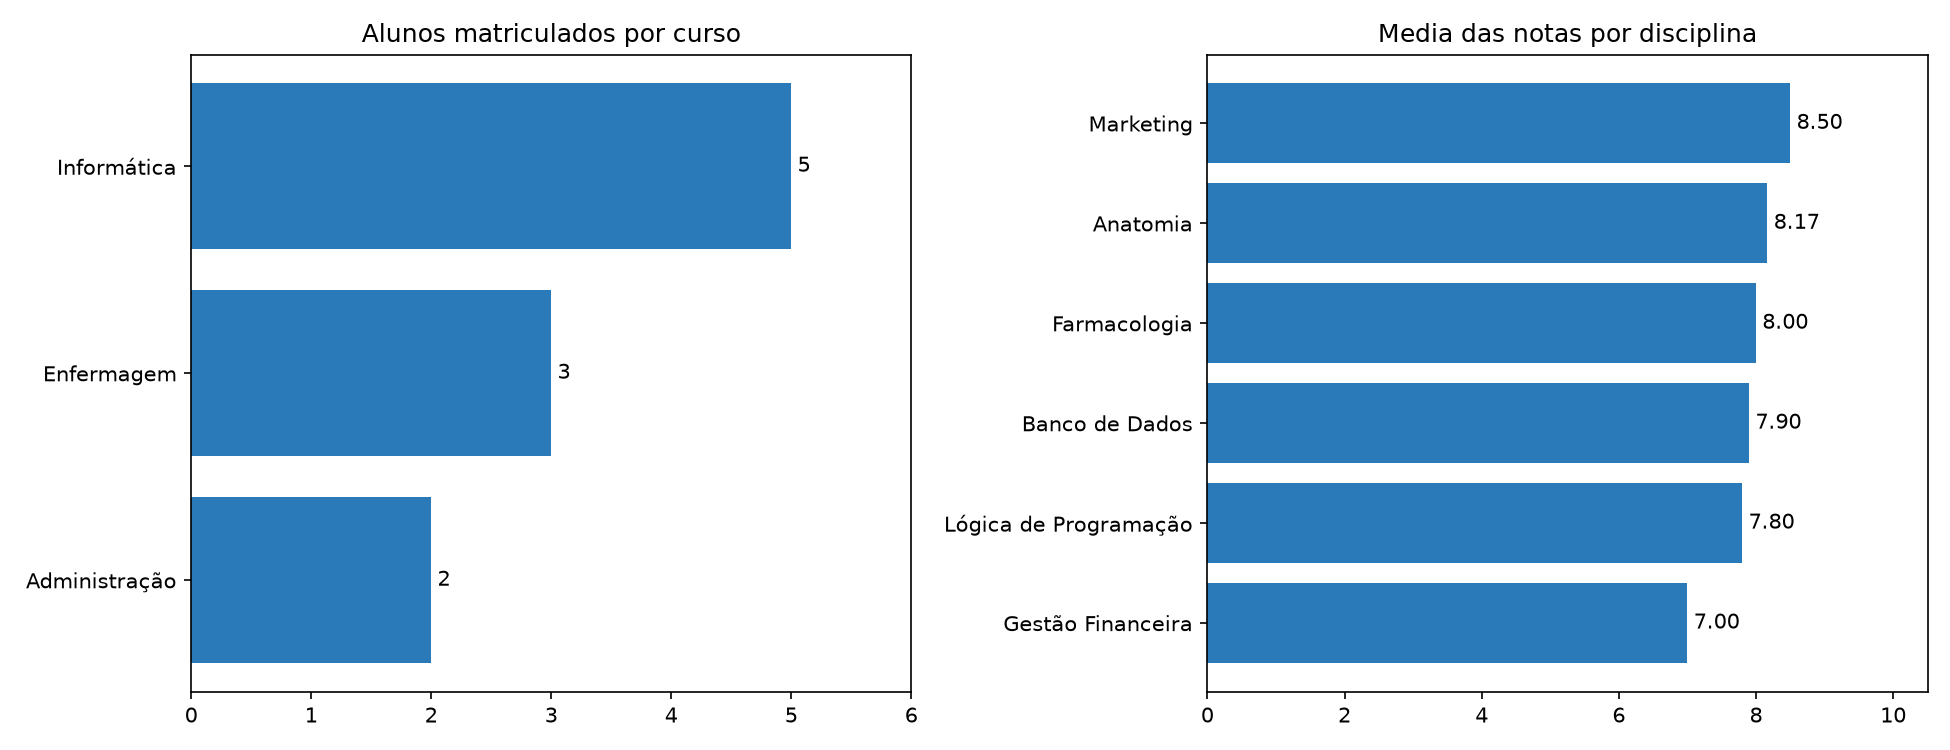 Alunos matriculados por curso
Informática
5
Enfermagem
3
Administração
2
0 1 2 3 4 5 6
Media das notas por disciplina
Marketing
8.50
Anatomia
8.17
Farmacologia
8.00
Banco de Dados
7.90
Lógica de Programação
7.80
Gestão Financeira
7.00
0 2 4 6 8 10